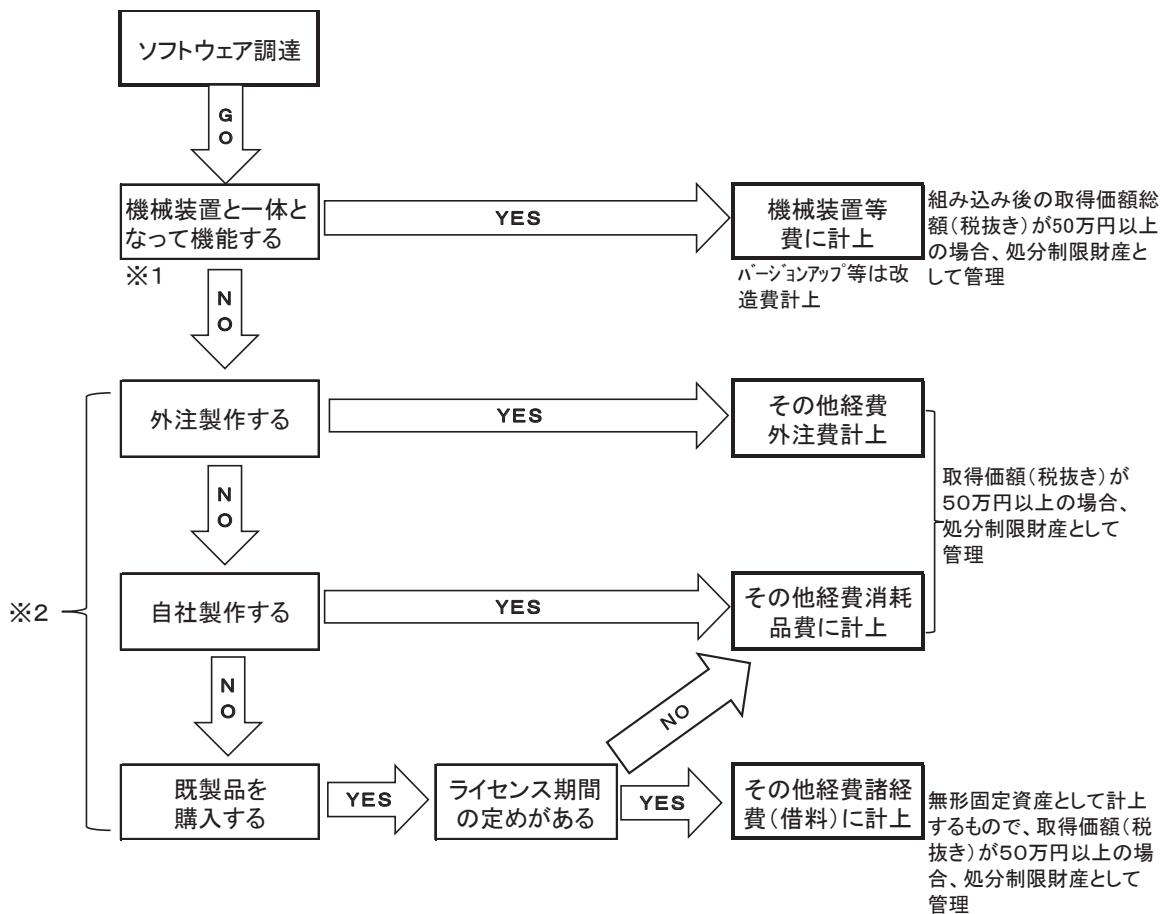 ソフトウェア調達
GO
機械装置と一体と
なって機能する
※1
YES
機械装置等
費に計上
バージョンアップ等は改
造費計上
組み込み後の取得価額総
額(税抜き)が50万円以上
の場合、処分制限財産と
して管理
NO
※2
外注製作する
YES
その他経費
外注費計上
取得価額(税抜き)が
50万円以上の場合、
処分制限財産として
管理
NO
自社製作する
YES
その他経費消耗
品費に計上
NO
既製品を
購入する
YES
ライセンス期間
の定めがある
NO
YES
その他経費諸経
費(借料)に計上
無形固定資産として計上
するもので、取得価額(税
抜き)が50万円以上の場
合、処分制限財産として
管理